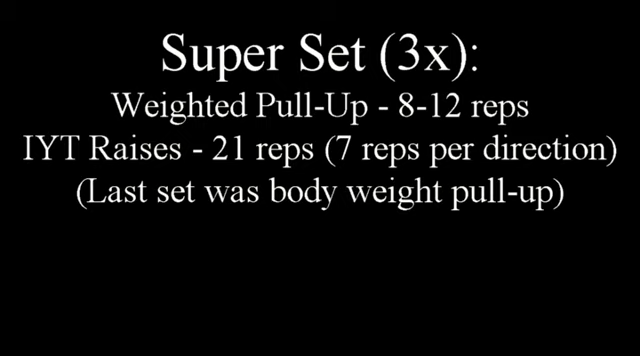 Super Set (3x):
Weighted Pull-Up - 8-12 reps
IYT Raises - 21 reps (7 reps per direction)
(Last set was body weight pull-up)